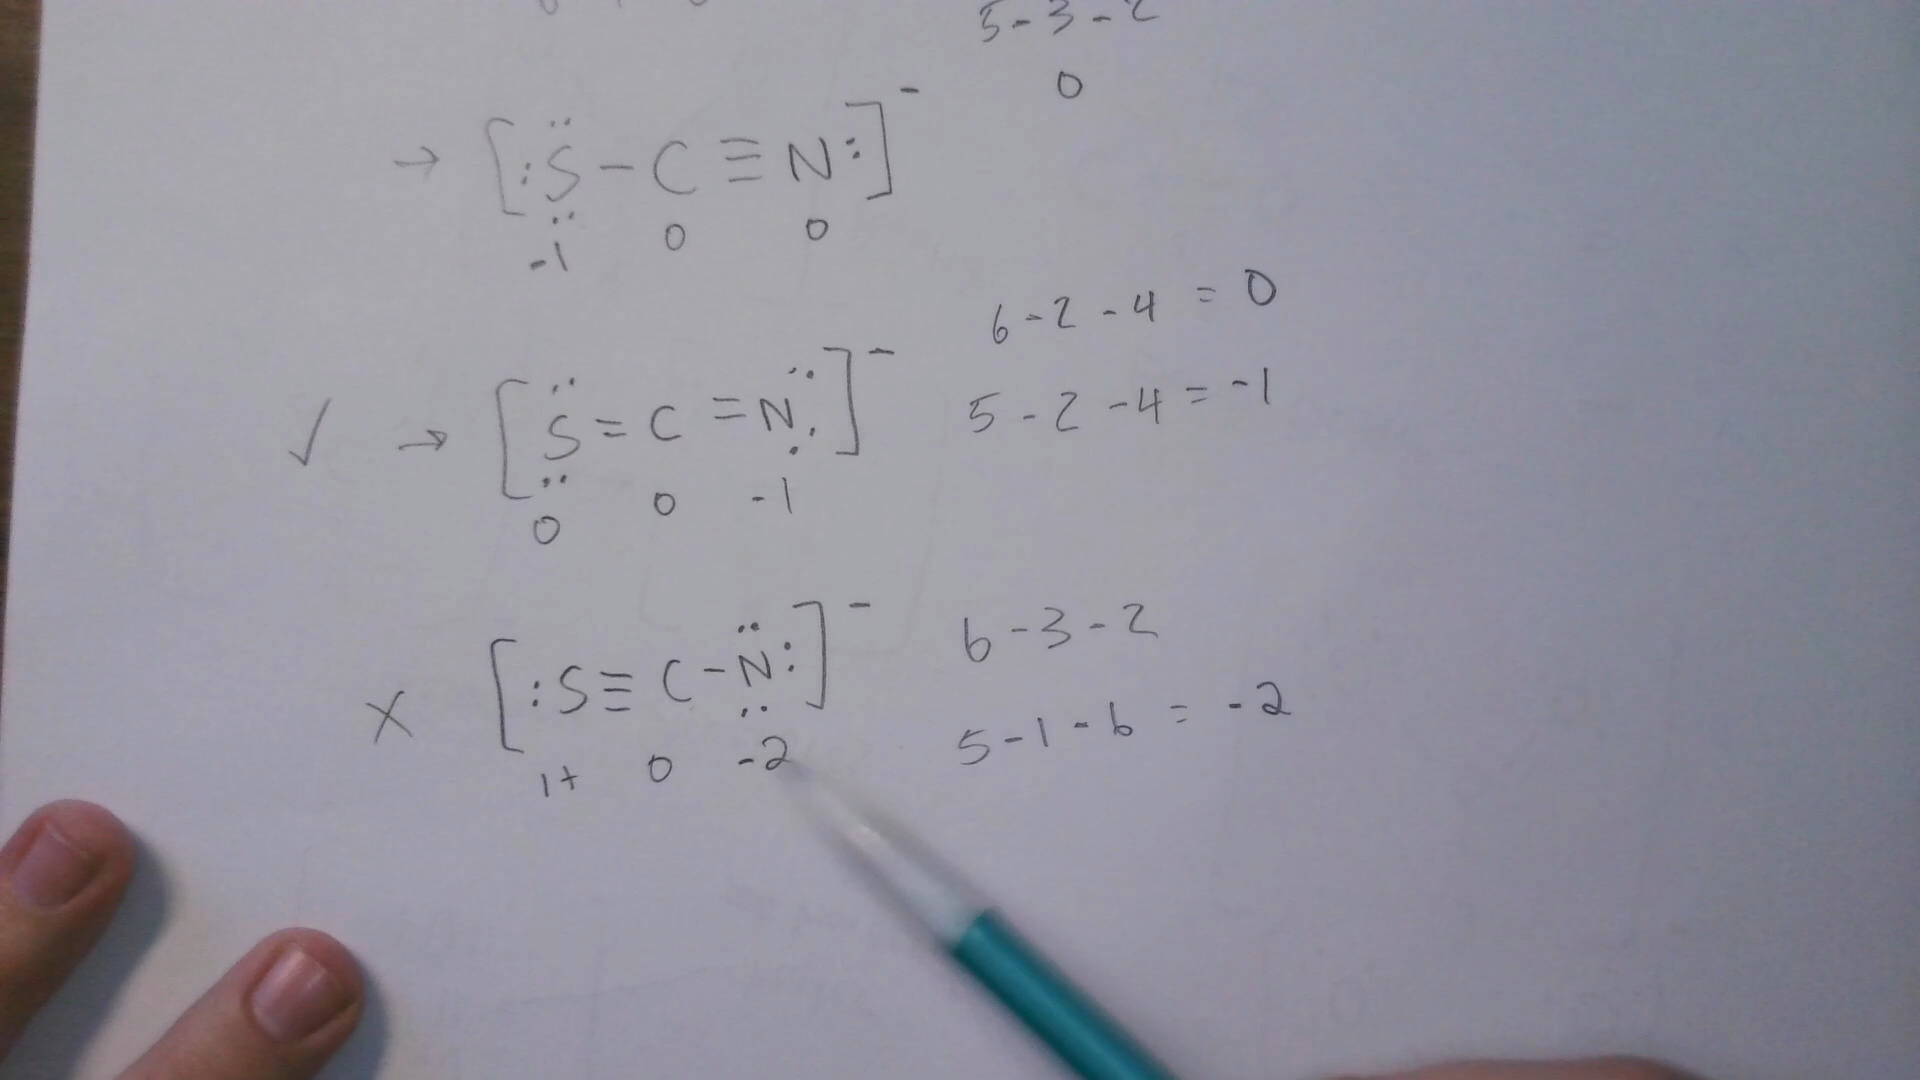 5-3-2
0
→ [:S̈-C≡N:]⁻
-1 0 0
6-2-4=0
✓ → [S̈=C=N̈:]⁻
5-2-4=-1
0 0 -1
X [:S≡C-N̈:]⁻
6-3-2
1+ 0 -2
5-1-6=-2